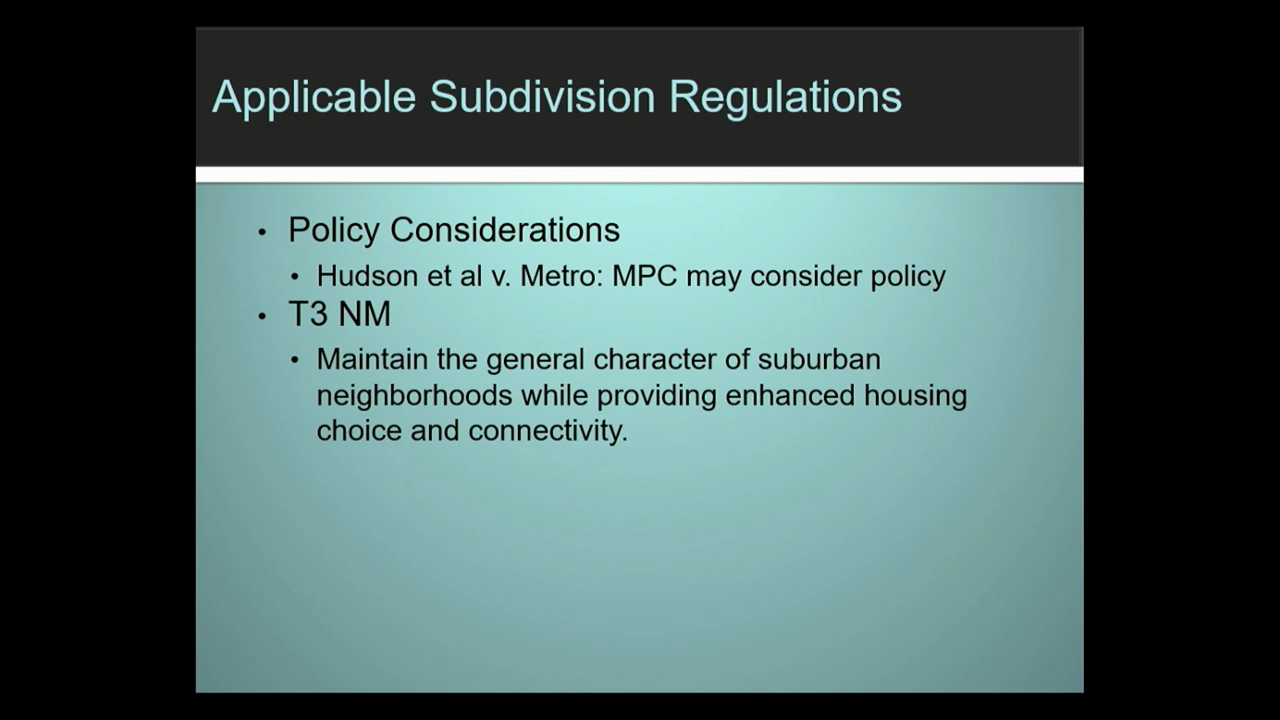 Applicable Subdivision Regulations
• Policy Considerations
• Hudson et al v. Metro: MPC may consider policy
• T3 NM
• Maintain the general character of suburban
neighborhoods while providing enhanced housing
choice and connectivity.